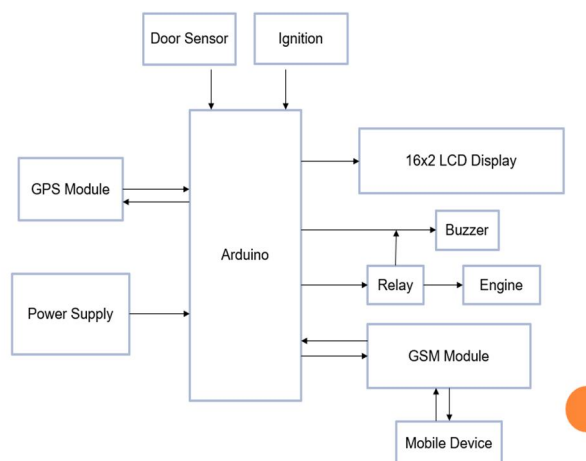 Door Sensor
Ignition
16x2 LCD Display
GPS Module
Buzzer
Arduino
Relay
Engine
Power Supply
GSM Module
Mobile Device